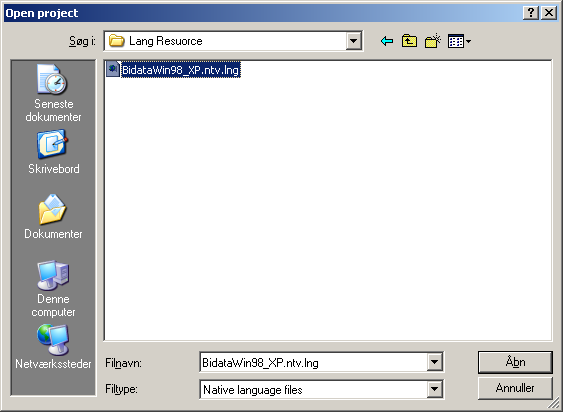 Open project
Søg i:
Lang Resuorce
BidataWin98_XP.ntv.lng
Seneste
dokumenter
Skrivebord
Dokumenter
Denne
computer
Netværkssteder
Filnavn:
BidataWin98_XP.ntv.lng
Åbn
Filtype:
Native language files
Annuller